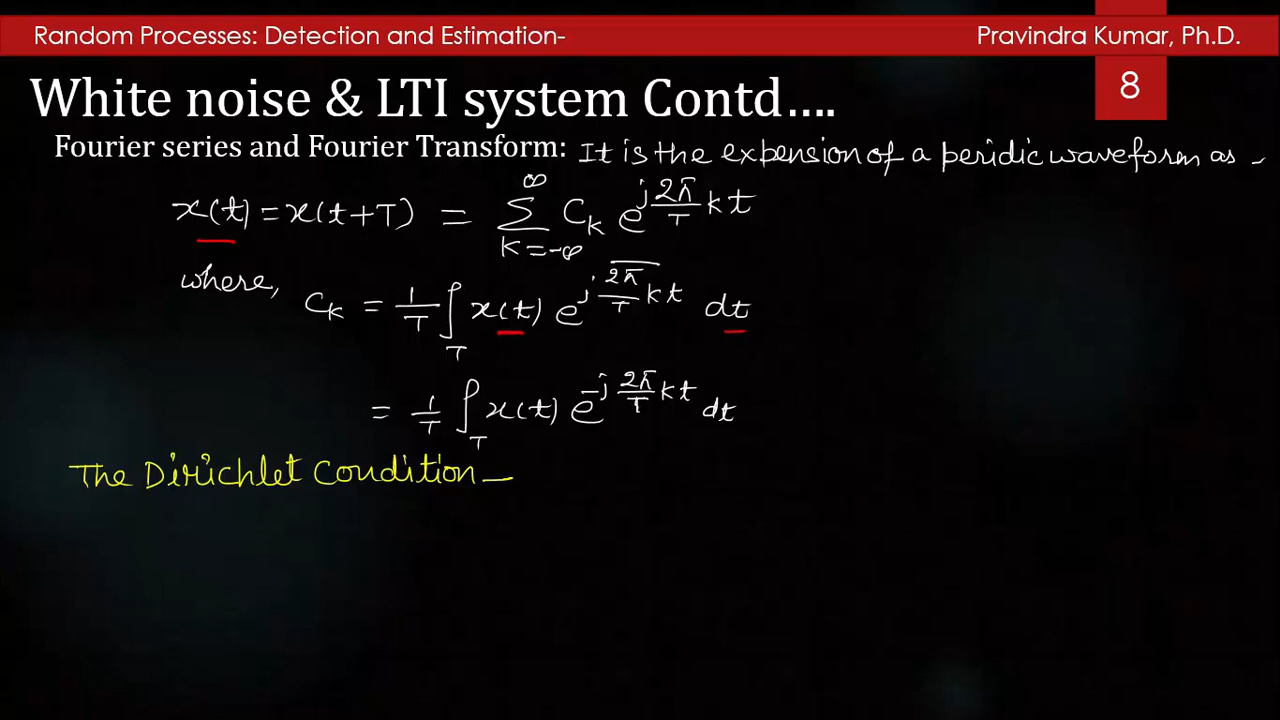 Random Processes: Detection and Estimation- Pravindra Kumar, Ph.D.
White noise & LTI system Contd.... 8
Fourier series and Fourier Transform: It is the expension of a peridic waveform as -
x(t) = x(t+T) = ∑_{k=-∞}^{∞} C_k e^{j 2π/T kt}
where,
C_k = 1/T ∫_T x(t) e^{j 2π/T kt} dt
= 1/T ∫_T x(t) e^{-j 2π/T kt} dt
The Dirichlet Condition —